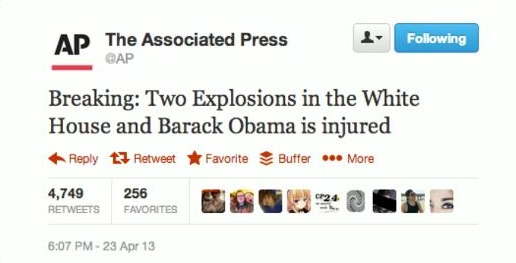 AP The Associated Press Following
@AP
Breaking: Two Explosions in the White
House and Barack Obama is injured
Reply Retweet Favorite Buffer More
4,749 256
RETWEETS FAVORITES
CP24
6:07 PM - 23 Apr 13